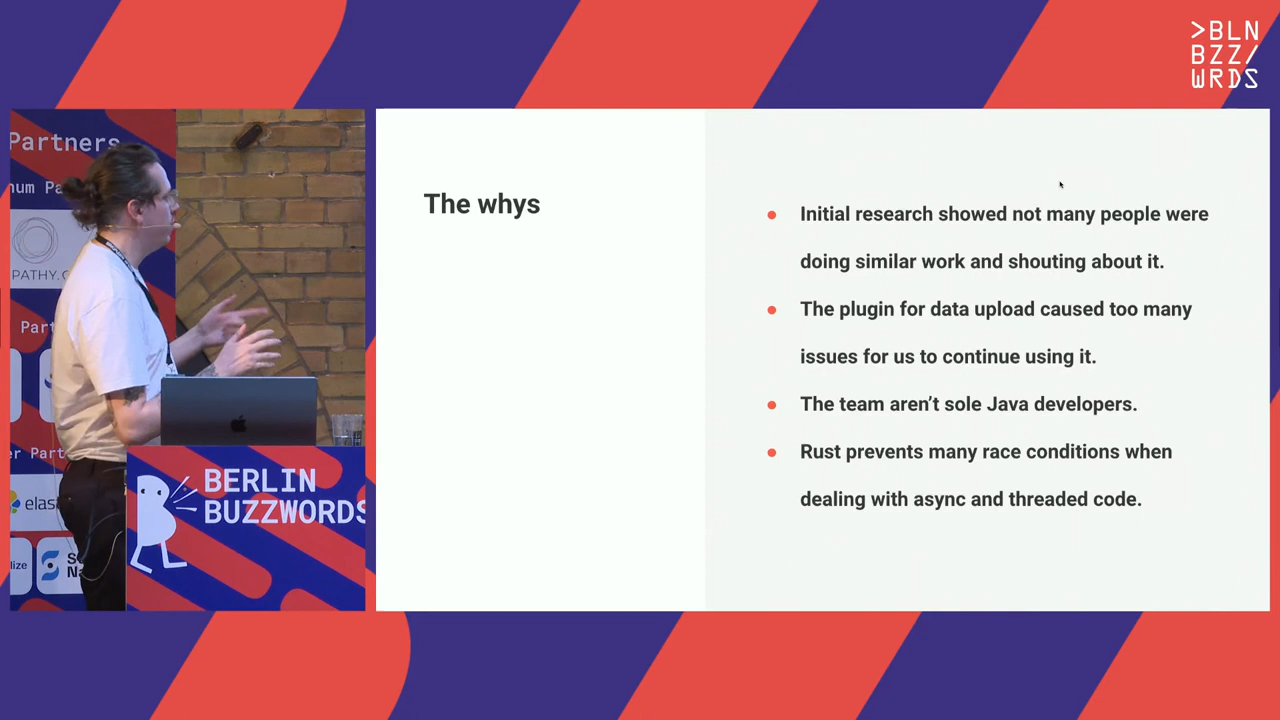 >BLN
BZZ/
WRDS
Partners
PATHY.
Part
BERLIN
BUZZWORDS
The whys
Initial research showed not many people were
doing similar work and shouting about it.
The plugin for data upload caused too many
issues for us to continue using it.
The team aren’t sole Java developers.
Rust prevents many race conditions when
dealing with async and threaded code.